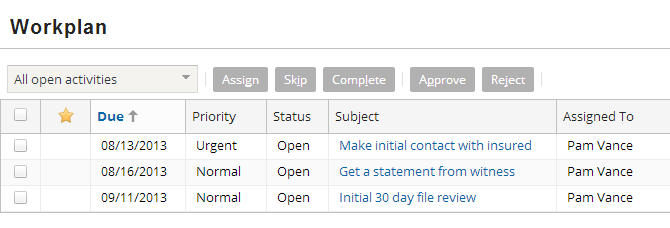 Workplan
All open activities Assign Skip Complete Approve Reject
Due Priority Status Subject Assigned To
08/13/2013 Urgent Open Make initial contact with insured Pam Vance
08/16/2013 Normal Open Get a statement from witness Pam Vance
09/11/2013 Normal Open Initial 30 day file review Pam Vance